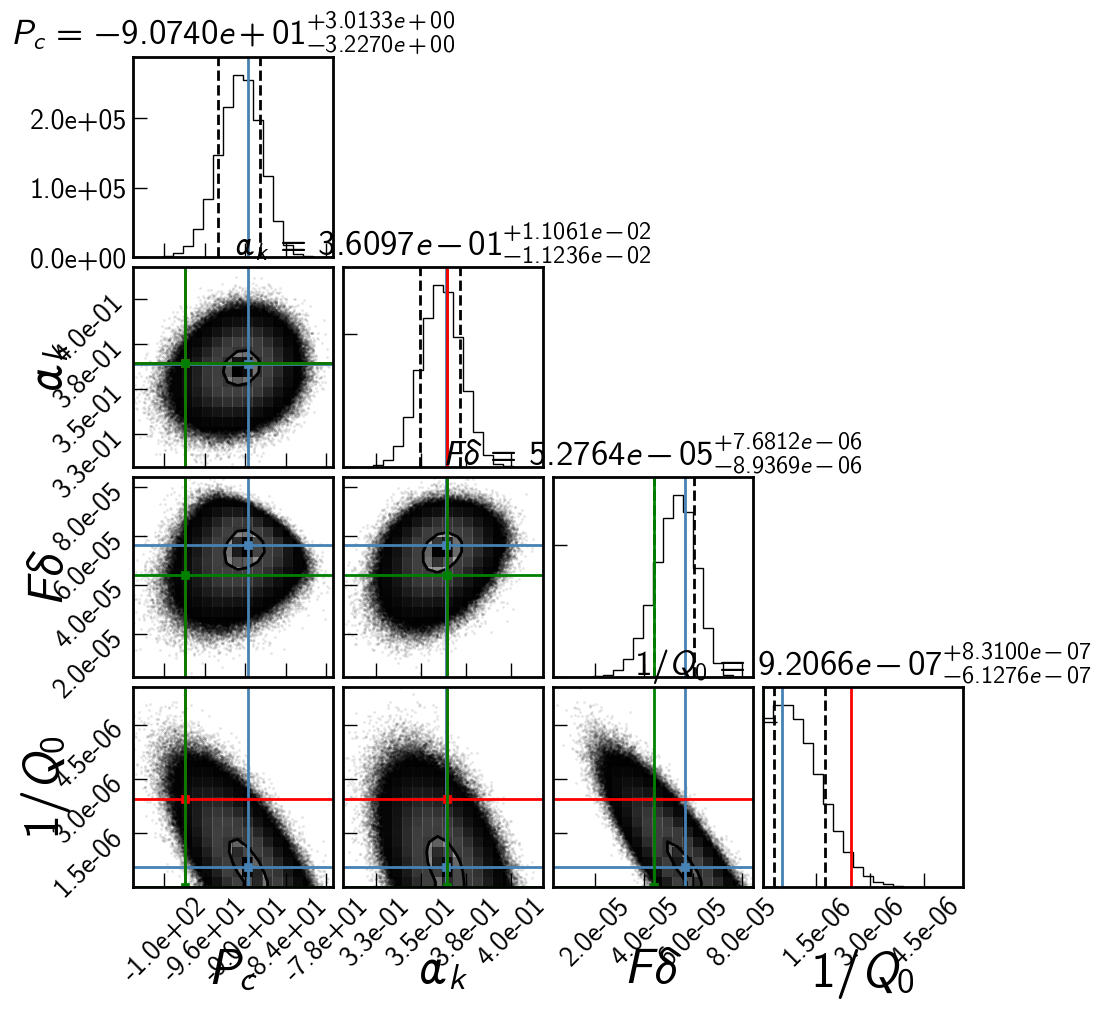 P_c = −9.0740e+01^{+3.0133e+00}_{−3.2270e+00}
2.0e+05
1.0e+05
0.0e+00
α_k = 3.6097e−01^{+1.1061e−02}_{−1.1236e−02}
α_k
4.0e-01
3.8e-01
3.5e-01
3.3e-01
Fδ = 5.2764e−05^{+7.6812e−06}_{−8.9369e−06}
Fδ
8.0e-05
6.0e-05
4.0e-05
2.0e-05
1/Q_0 = 9.2066e−07^{+8.3100e−07}_{−6.1276e−07}
1/Q_0
4.5e-06
3.0e-06
1.5e-06
-1.0e+02
-9.6e+01
-9.0e+01
-8.4e+01
-7.8e+01
3.3e-01
3.5e-01
3.8e-01
4.0e-01
2.0e-05
4.0e-05
6.0e-05
8.0e-05
1.5e-06
3.0e-06
4.5e-06
P_c
α_k
Fδ
1/Q_0